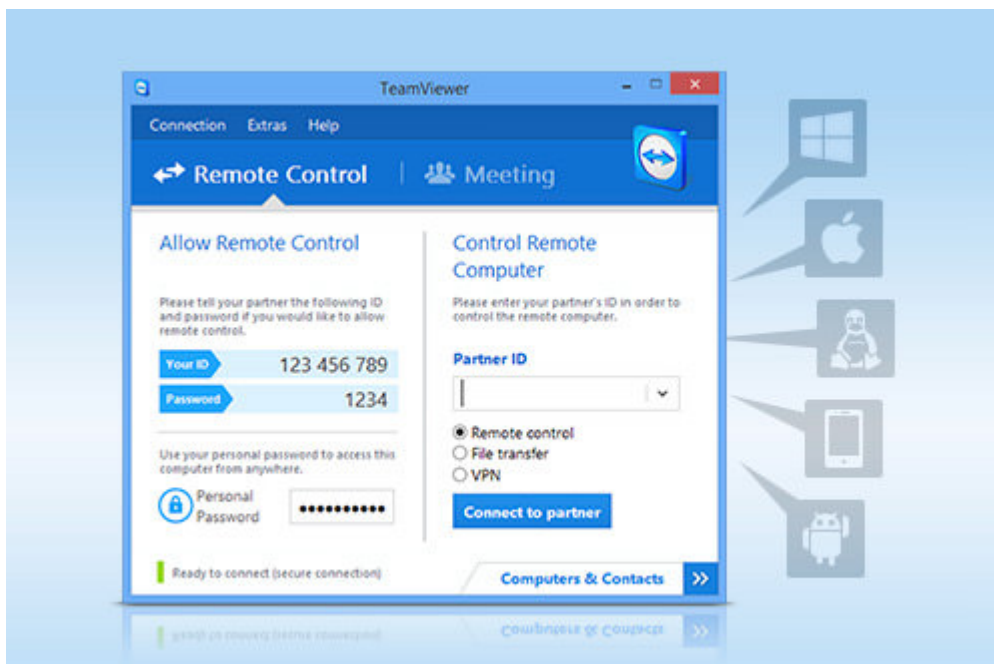 TeamViewer
Connection Extras Help
Remote Control
Meeting
Allow Remote Control
Please tell your partner the following ID
and password if you would like to allow
remote control.
Your ID 123 456 789
Password 1234
Use your personal password to access this
computer from anywhere.
Personal
Password
Control Remote
Computer
Please enter your partner's ID in order to
control the remote computer.
Partner ID
Remote control
File transfer
VPN
Connect to partner
Ready to connect (secure connection)
Computers & Contacts